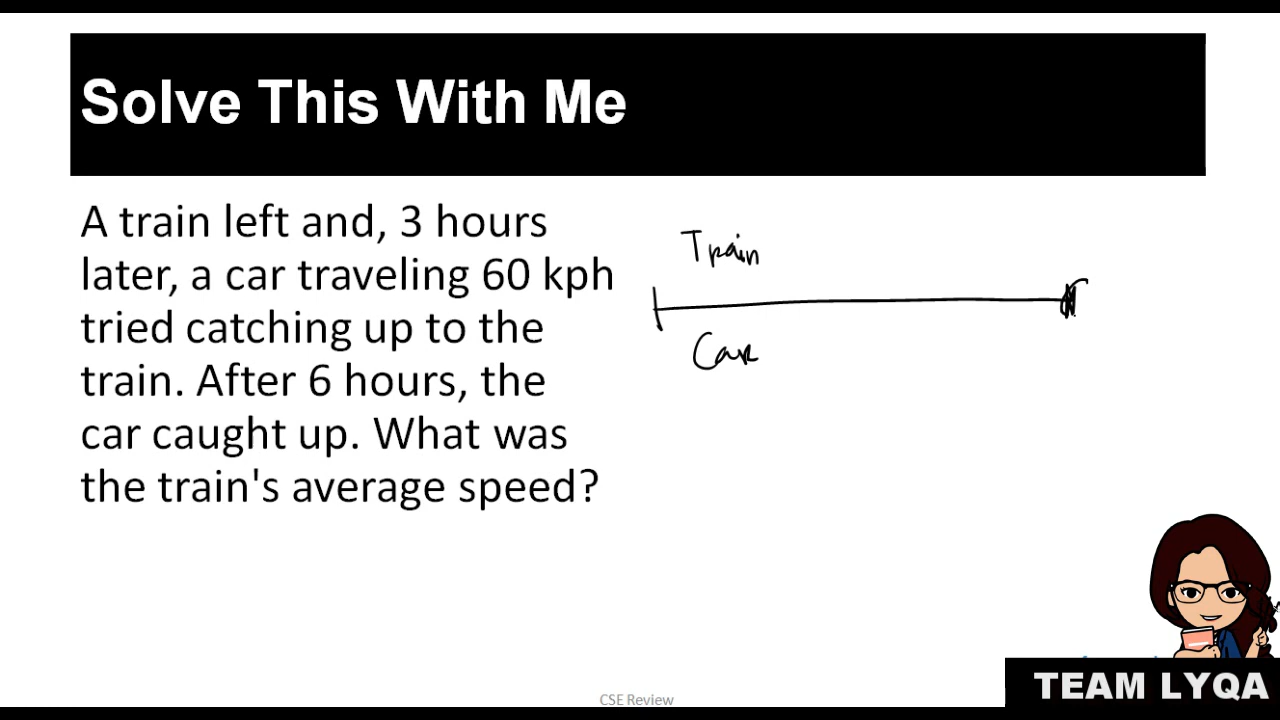 Solve This With Me
A train left and, 3 hours
later, a car traveling 60 kph
tried catching up to the
train. After 6 hours, the
car caught up. What was
the train's average speed?
Train
Car
CSE Review
TEAM LYQA